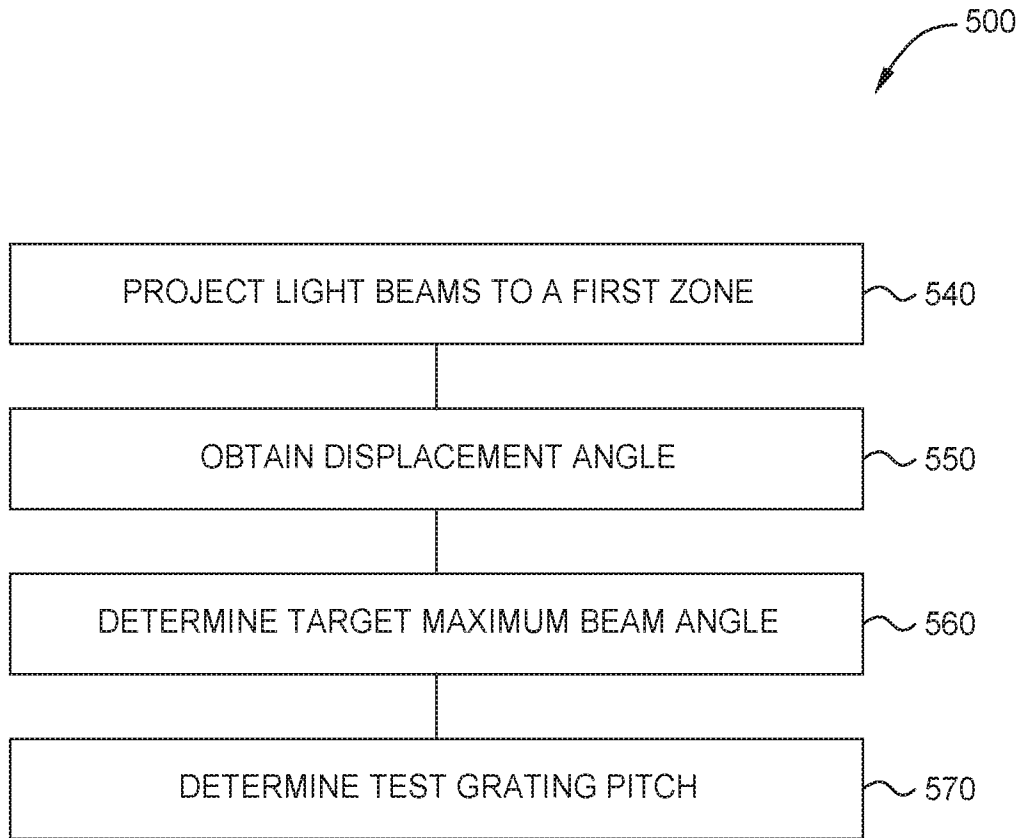 500
PROJECT LIGHT BEAMS TO A FIRST ZONE
540
OBTAIN DISPLACEMENT ANGLE
550
DETERMINE TARGET MAXIMUM BEAM ANGLE
560
DETERMINE TEST GRATING PITCH
570